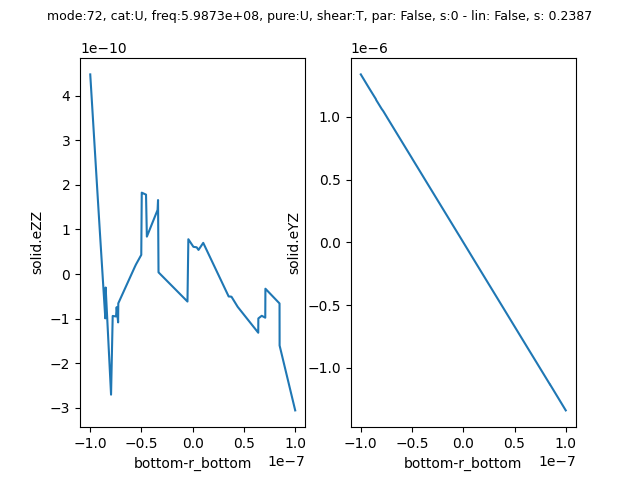 mode:72, cat:U, freq:5.9873e+08, pure:U, shear:T, par: False, s:0 - lin: False, s: 0.2387
1e−10
1e−6
4
3
2
1
0
−1
−2
−3
solid.eZZ
−1.0
−0.5
0.0
0.5
1.0
1e−7
bottom-r_bottom
1.0
0.5
0.0
−0.5
−1.0
solid.eYZ
−1.0
−0.5
0.0
0.5
1.0
1e−7
bottom-r_bottom